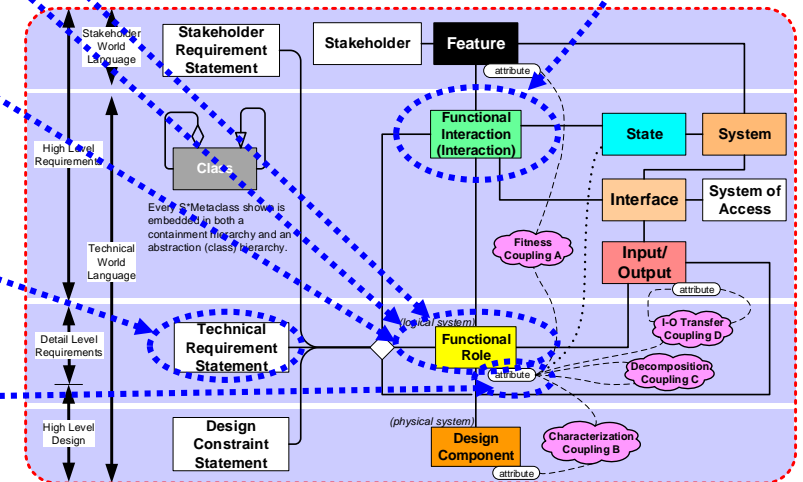 Stakeholder
World
Language
Stakeholder
Requirement
Statement
Stakeholder
Feature
attribute
High Level
Requirements
Class
Every S*Metaclass shown is
embedded in both a
containment hierarchy and an
abstraction (class) hierarchy.
Functional
Interaction
(Interaction)
State
System
Interface
System of
Access
Technical
World
Language
Fitness
Coupling A
Input/
Output
attribute
Detail Level
Requirements
Technical
Requirement
Statement
(logical system)
Functional
Role
attribute
I-O Transfer
Coupling D
Decomposition
Coupling C
High Level
Design
Design
Constraint
Statement
(physical system)
Design
Component
attribute
Characterization
Coupling B